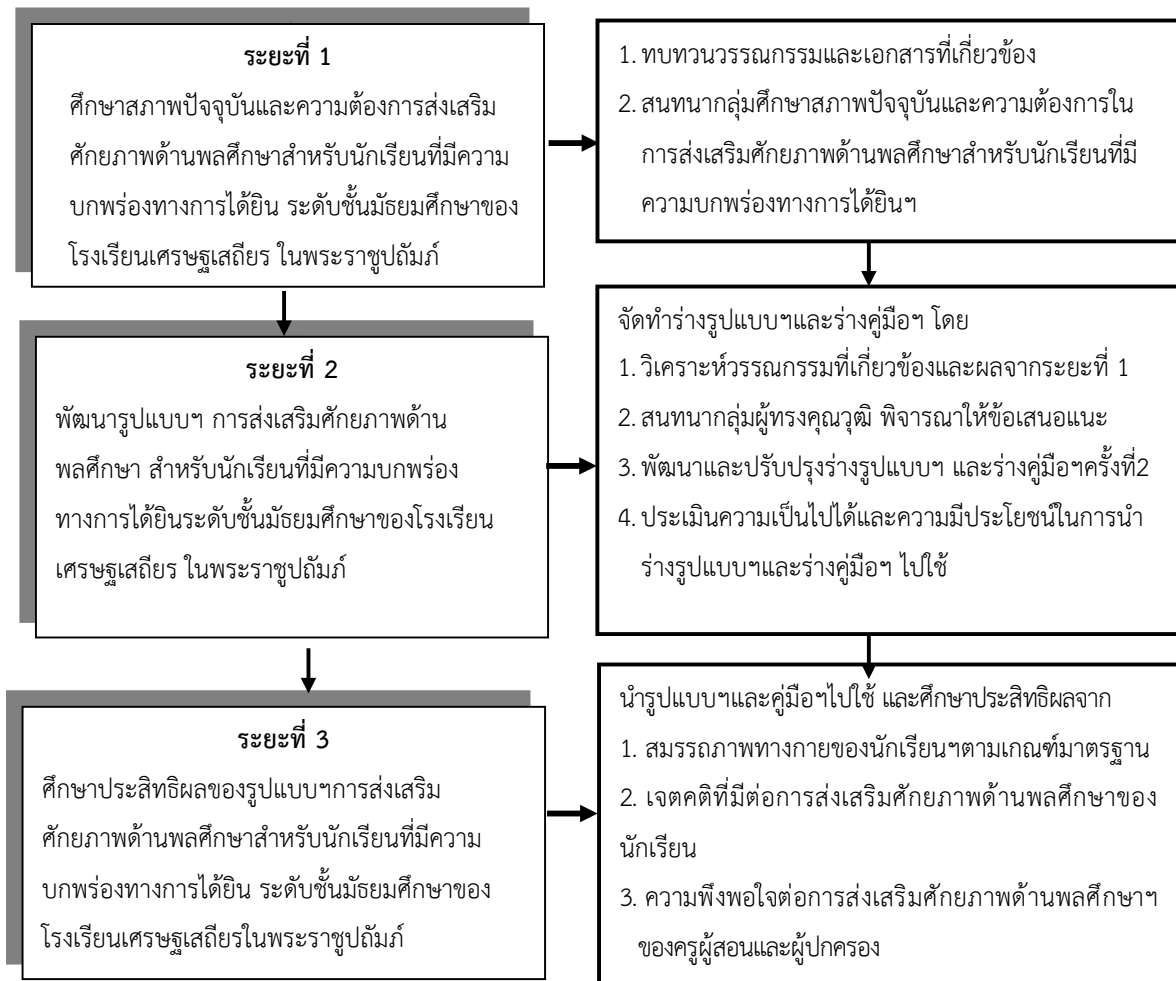 ระยะที่ 1
ศึกษาสภาพปัจจุบันและความต้องการส่งเสริม
ศักยภาพด้านพลศึกษาสำหรับนักเรียนที่มีความ
บกพร่องทางการได้ยิน ระดับชั้นมัธยมศึกษาของ
โรงเรียนเศรษฐเสถียร ในพระราชูปถัมภ์
1. ทบทวนวรรณกรรมและเอกสารที่เกี่ยวข้อง
2. สนทนากลุ่มศึกษาสภาพปัจจุบันและความต้องการใน
การส่งเสริมศักยภาพด้านพลศึกษาสำหรับนักเรียนที่มี
ความบกพร่องทางการได้ยินฯ
ระยะที่ 2
พัฒนารูปแบบฯ การส่งเสริมศักยภาพด้าน
พลศึกษา สำหรับนักเรียนที่มีความบกพร่อง
ทางการได้ยินระดับชั้นมัธยมศึกษาของโรงเรียน
เศรษฐเสถียร ในพระราชูปถัมภ์
จัดทำร่างรูปแบบฯและร่างคู่มือฯ โดย
1. วิเคราะห์วรรณกรรมที่เกี่ยวข้องและผลจากระยะที่ 1
2. สนทนากลุ่มผู้ทรงคุณวุฒิ พิจารณาให้ข้อเสนอแนะ
3. พัฒนาและปรับปรุงร่างรูปแบบฯ และร่างคู่มือฯครั้งที่2
4. ประเมินความเป็นไปได้และความมีประโยชน์ในการนำ
ร่างรูปแบบฯและร่างคู่มือฯ ไปใช้
ระยะที่ 3
ศึกษาประสิทธิผลของรูปแบบฯการส่งเสริม
ศักยภาพด้านพลศึกษาสำหรับนักเรียนที่มีความ
บกพร่องทางการได้ยิน ระดับชั้นมัธยมศึกษาของ
โรงเรียนเศรษฐเสถียรในพระราชูปถัมภ์
นำรูปแบบฯและคู่มือฯไปใช้ และศึกษาประสิทธิผลจาก
1. สมรรถภาพทางกายของนักเรียนฯตามเกณฑ์มาตรฐาน
2. เจตคติที่มีต่อการส่งเสริมศักยภาพด้านพลศึกษาของ
นักเรียน
3. ความพึงพอใจต่อการส่งเสริมศักยภาพด้านพลศึกษาฯ
ของครูผู้สอนและผู้ปกครอง